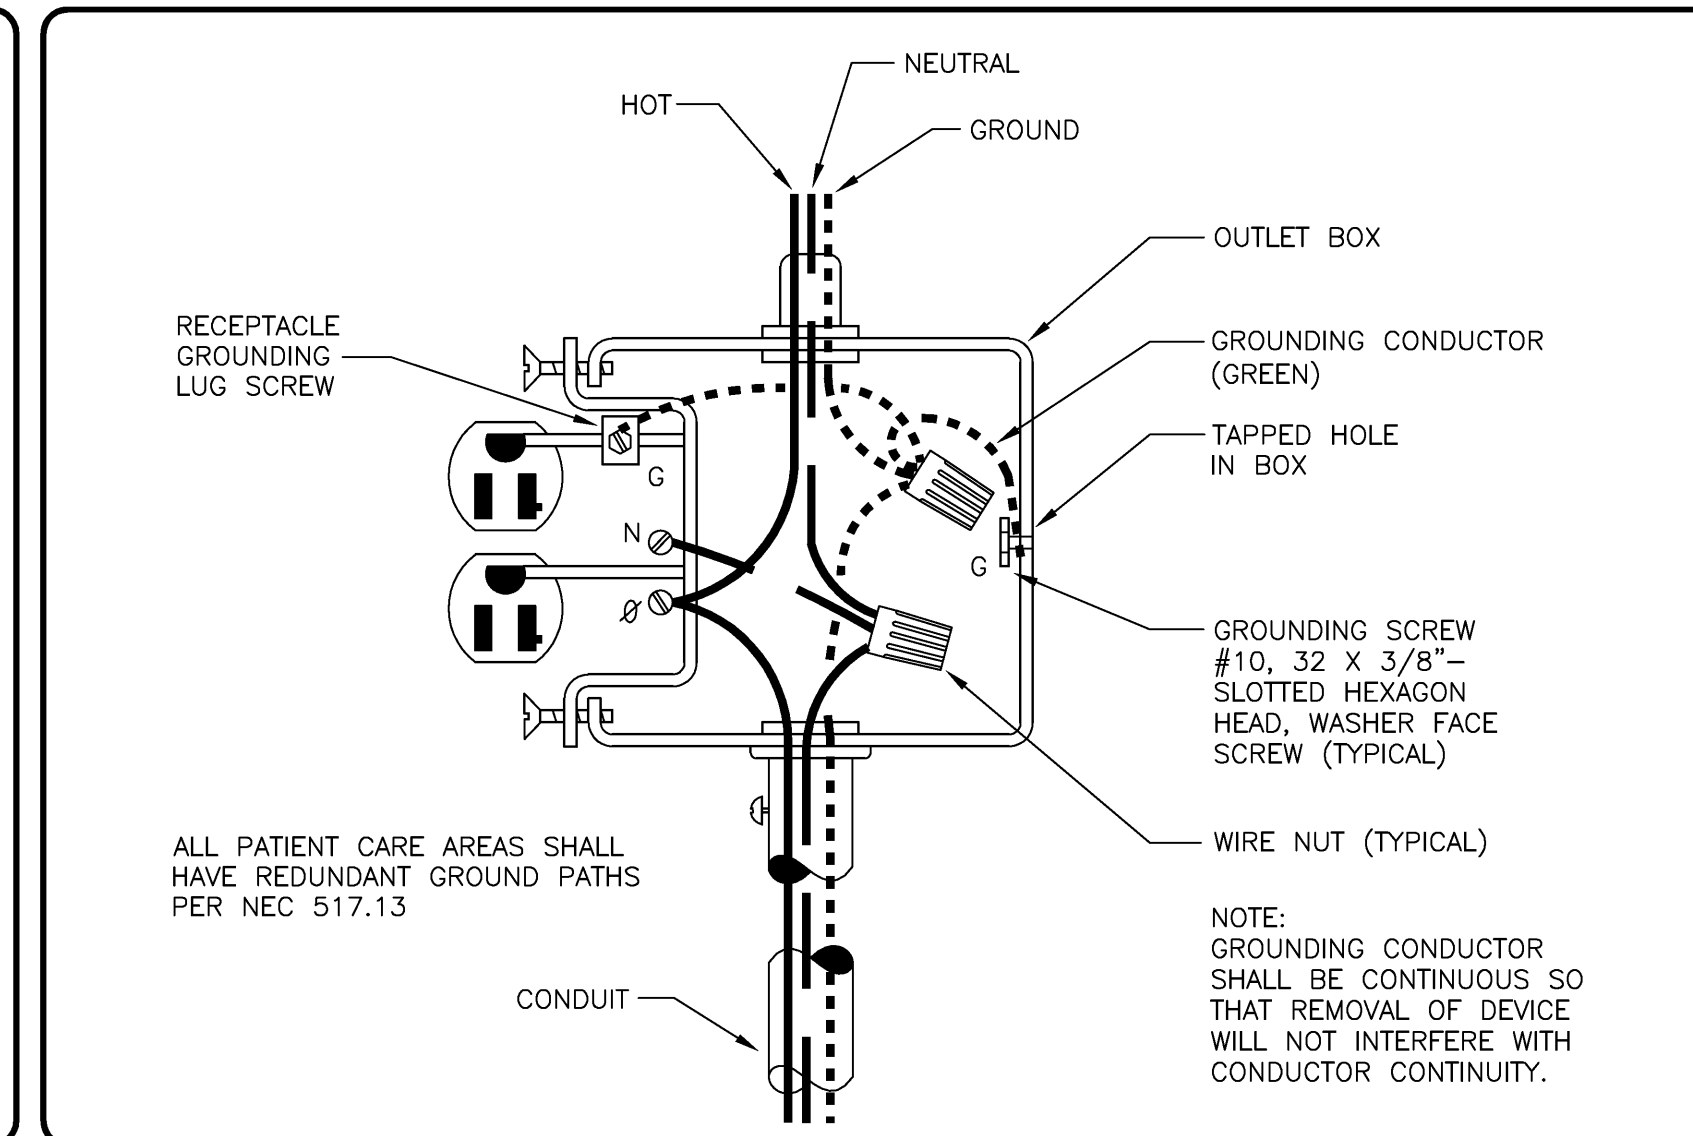 NEUTRAL
HOT
GROUND
OUTLET BOX
RECEPTACLE
GROUNDING
LUG SCREW
GROUNDING CONDUCTOR
(GREEN)
TAPPED HOLE
IN BOX
G
N
G
Ø
GROUNDING SCREW
#10, 32 X 3/8"-
SLOTTED HEXAGON
HEAD, WASHER FACE
SCREW (TYPICAL)
WIRE NUT (TYPICAL)
ALL PATIENT CARE AREAS SHALL
HAVE REDUNDANT GROUND PATHS
PER NEC 517.13
NOTE:
GROUNDING CONDUCTOR
SHALL BE CONTINUOUS SO
THAT REMOVAL OF DEVICE
WILL NOT INTERFERE WITH
CONDUCTOR CONTINUITY.
CONDUIT